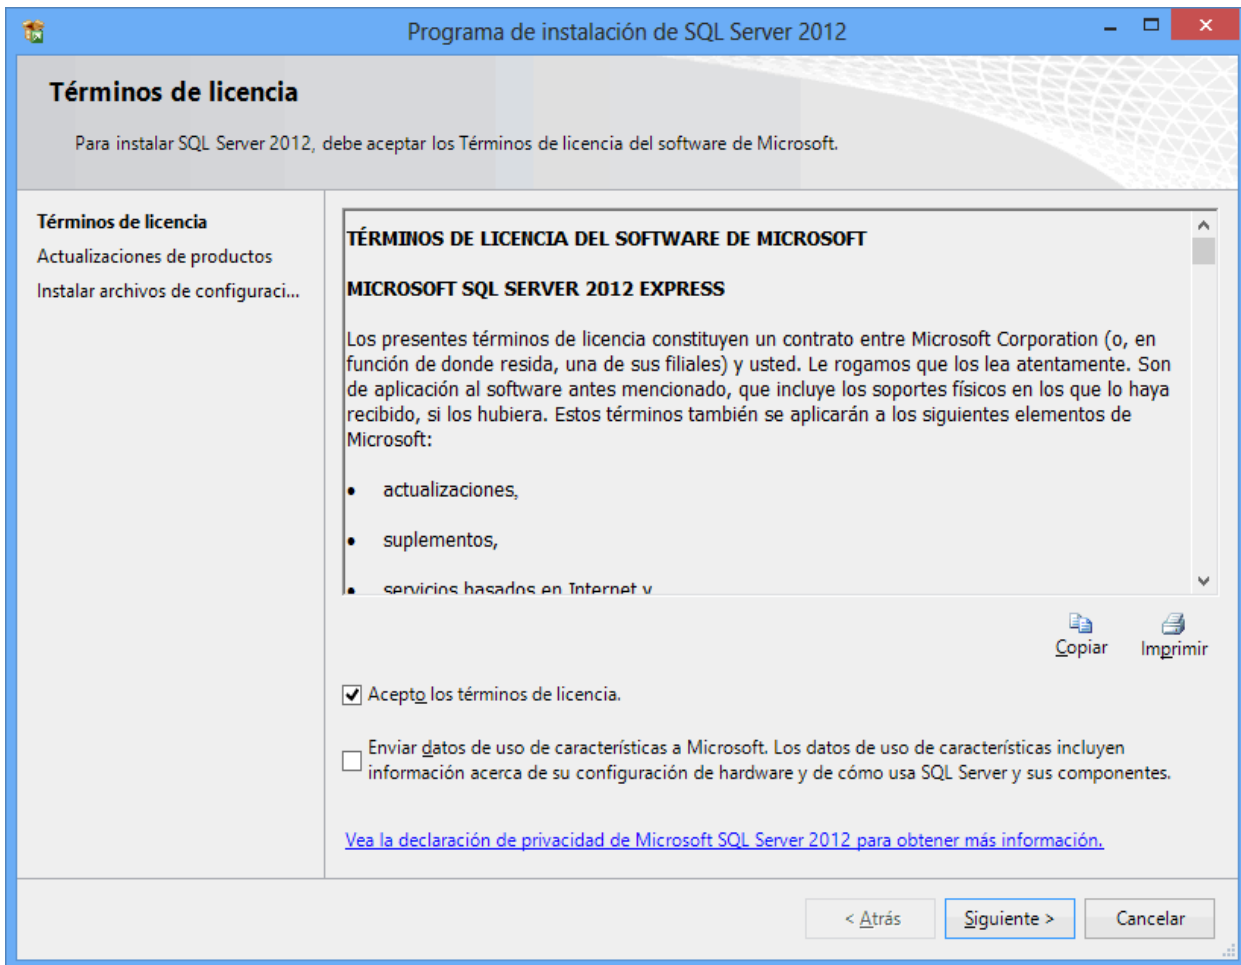 Programa de instalación de SQL Server 2012
Términos de licencia
Para instalar SQL Server 2012, debe aceptar los Términos de licencia del software de Microsoft.
Términos de licencia
Actualizaciones de productos
Instalar archivos de configuraci...
TÉRMINOS DE LICENCIA DEL SOFTWARE DE MICROSOFT
MICROSOFT SQL SERVER 2012 EXPRESS
Los presentes términos de licencia constituyen un contrato entre Microsoft Corporation (o, en
función de donde resida, una de sus filiales) y usted. Le rogamos que los lea atentamente. Son
de aplicación al software antes mencionado, que incluye los soportes físicos en los que lo haya
recibido, si los hubiera. Estos términos también se aplicarán a los siguientes elementos de
Microsoft:
• actualizaciones,
• suplementos,
• servicios basados en Internet y
Copiar
Imprimir
Acepto los términos de licencia.
Enviar datos de uso de características a Microsoft. Los datos de uso de características incluyen
información acerca de su configuración de hardware y de cómo usa SQL Server y sus componentes.
Vea la declaración de privacidad de Microsoft SQL Server 2012 para obtener más información.
< Atrás
Siguiente >
Cancelar